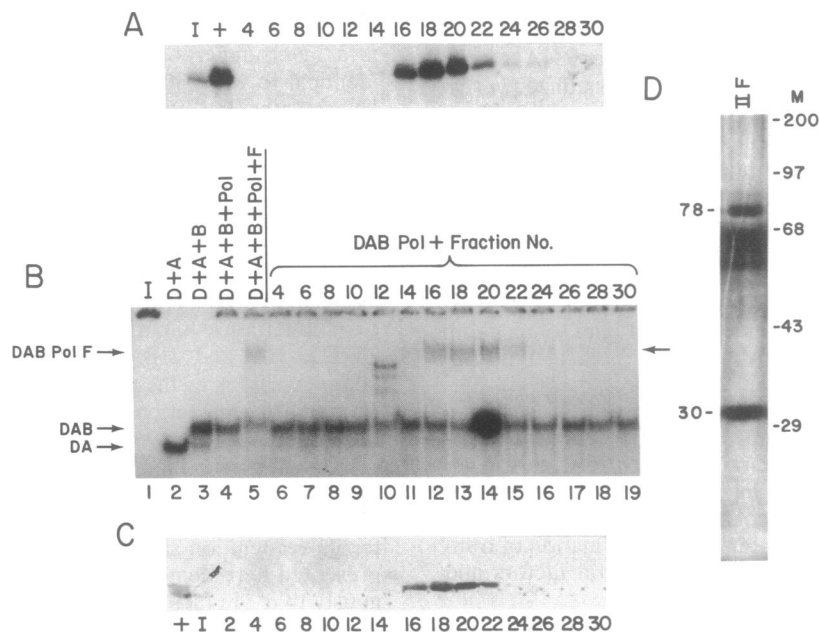 A
I + 4 6 8 10 12 14 16 18 20 22 24 26 28 30
D
IIF M
-200
-97
78-
-68
-43
30-
-29
B
I
D+A
D+A+B
D+A+B+Pol
D+A+B+Pol+F
DAB Pol + Fraction No.
4 6 8 10 12 14 16 18 20 22 24 26 28 30
DAB Pol F
DAB
DA
1 2 3 4 5 6 7 8 9 10 11 12 13 14 15 16 17 18 19
C
+ I 2 4 6 8 10 12 14 16 18 20 22 24 26 28 30